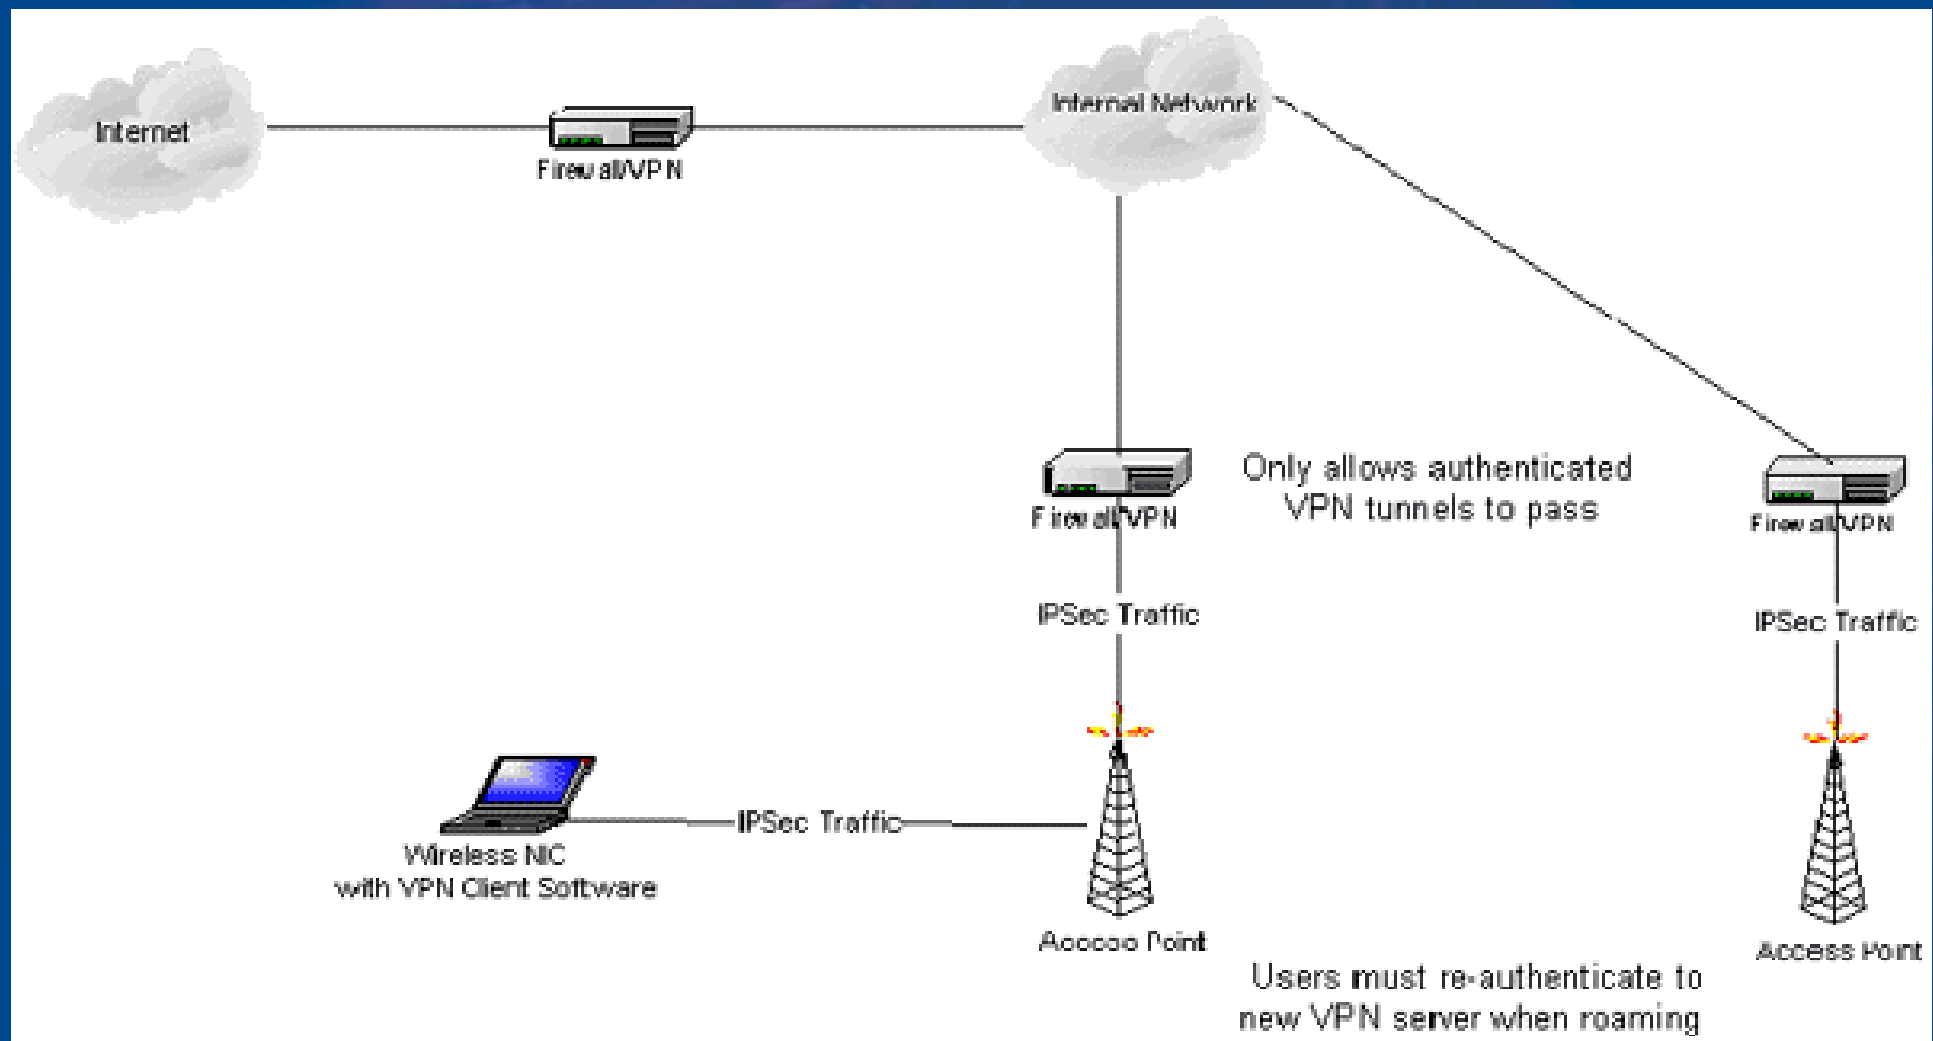 Internet
Firewall/VPN
Internal Network
Firewall/VPN
Only allows authenticated
VPN tunnels to pass
Firewall/VPN
IPSec Traffic
IPSec Traffic
IPSec Traffic
Wireless NIC
with VPN Client Software
Access Point
Access Point
Users must re-authenticate to
new VPN server when roaming